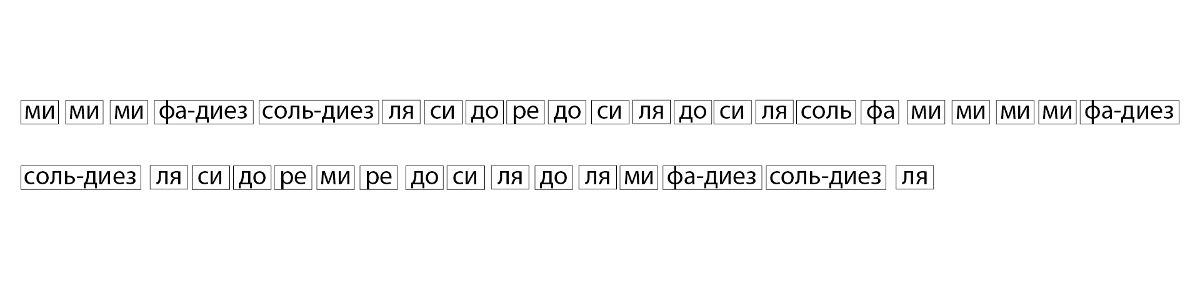 ми ми ми фа-диез соль-диез ля си до ре до си ля до си ля соль фа ми ми ми ми фа-диез
соль-диез ля си до ре ми ре до си ля до ля ми фа-диез соль-диез ля